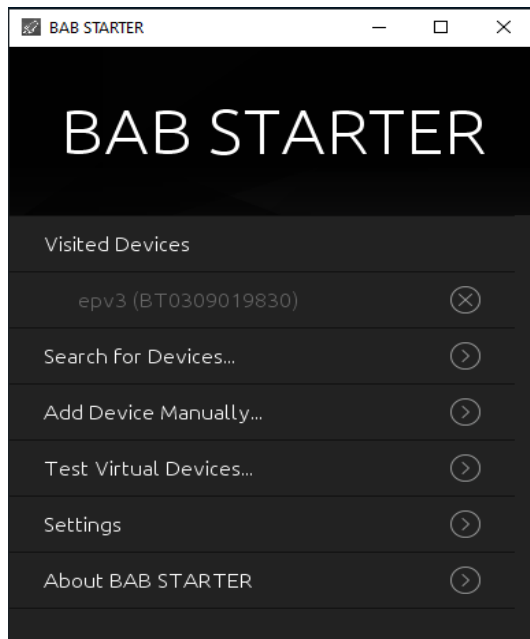 BAB STARTER
BAB STARTER
Visited Devices
epv3 (BT0309019830)
Search for Devices...
Add Device Manually...
Test Virtual Devices...
Settings
About BAB STARTER